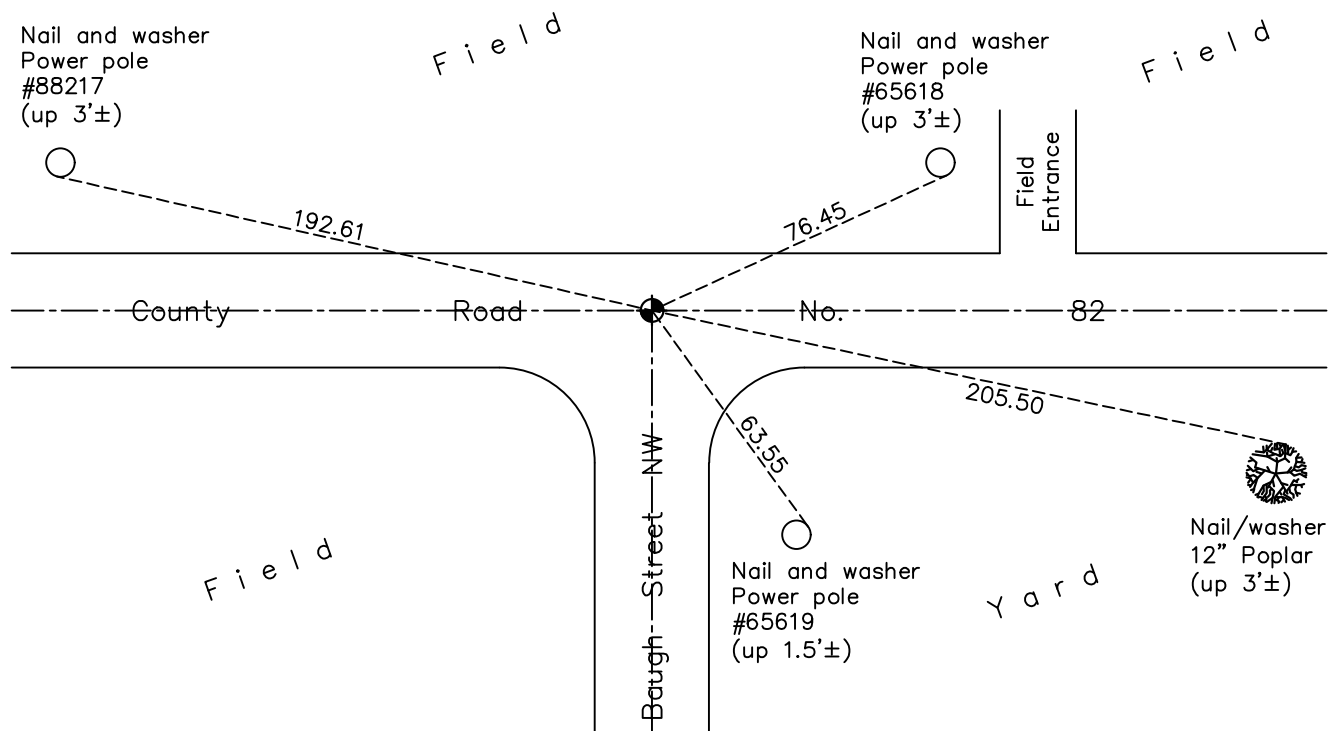 Nail and washer
Power pole
#88217
(up 3'±)
Field
Nail and washer
Power pole
#65618
(up 3'±)
Field
Field
Entrance
192.61
76.45
County Road No. 82
205.50
63.55
Baugh Street NW
Field
Nail and washer
Power pole
#65619
(up 1.5'±)
Yard
Nail/washer
12" Poplar
(up 3'±)